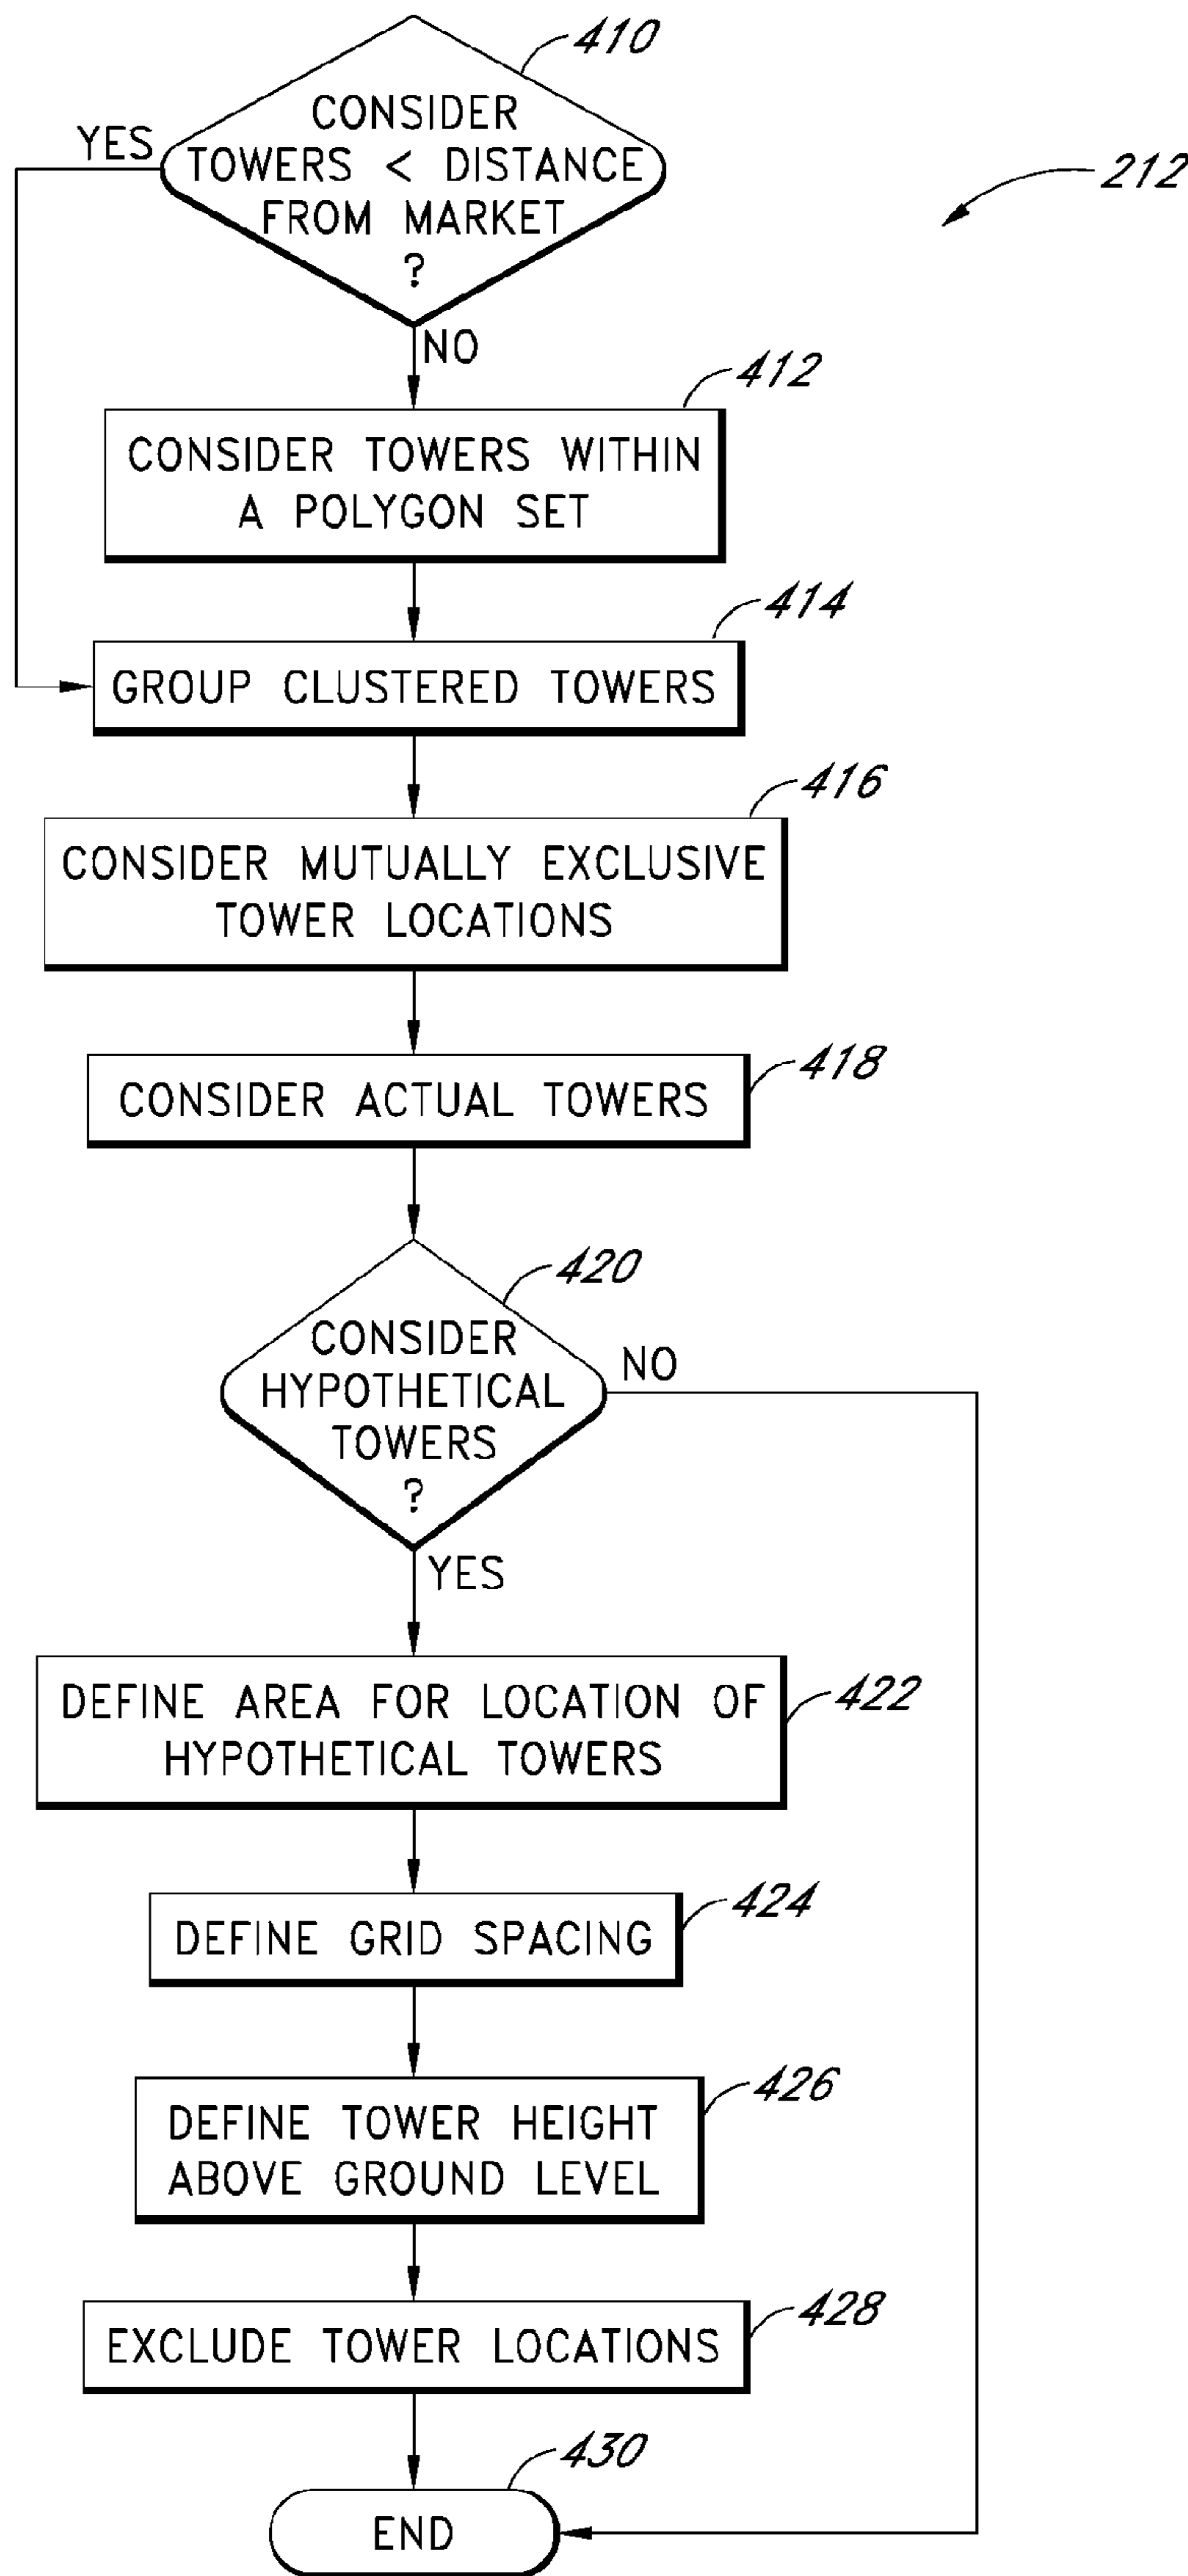 410
CONSIDER
TOWERS < DISTANCE
FROM MARKET
?
YES
212
NO
412
CONSIDER TOWERS WITHIN
A POLYGON SET
414
GROUP CLUSTERED TOWERS
416
CONSIDER MUTUALLY EXCLUSIVE
TOWER LOCATIONS
418
CONSIDER ACTUAL TOWERS
420
CONSIDER
HYPOTHETICAL
TOWERS
?
NO
YES
422
DEFINE AREA FOR LOCATION OF
HYPOTHETICAL TOWERS
424
DEFINE GRID SPACING
426
DEFINE TOWER HEIGHT
ABOVE GROUND LEVEL
428
EXCLUDE TOWER LOCATIONS
430
END